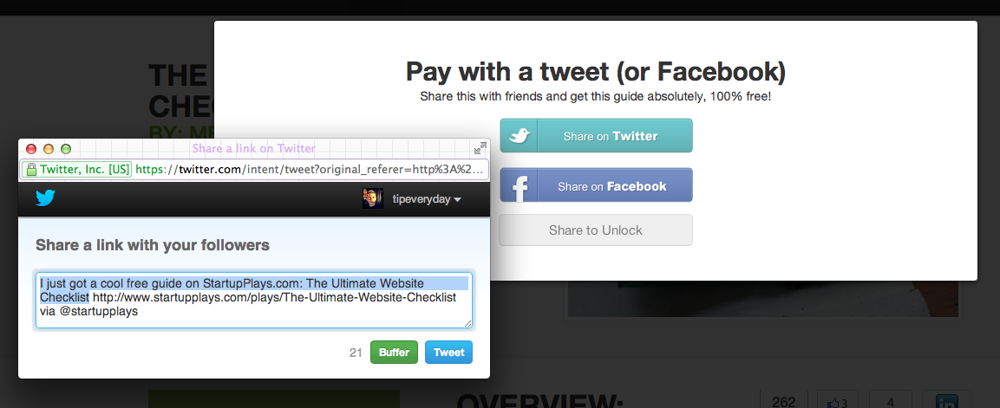 THE
CHE
BY: ME
Pay with a tweet (or Facebook)
Share this with friends and get this guide absolutely, 100% free!
Share on Twitter
Share on Facebook
Share to Unlock
Share a link on Twitter
Twitter, Inc. [US] https://twitter.com/intent/tweet?original_referer=http%3A%2...
tipeveryday
Share a link with your followers
I just got a cool free guide on StartupPlays.com: The Ultimate Website
Checklist http://www.startupplays.com/plays/The-Ultimate-Website-Checklist
via @startupplays
21 Buffer Tweet
OVERVIEW:
262 3 4 in